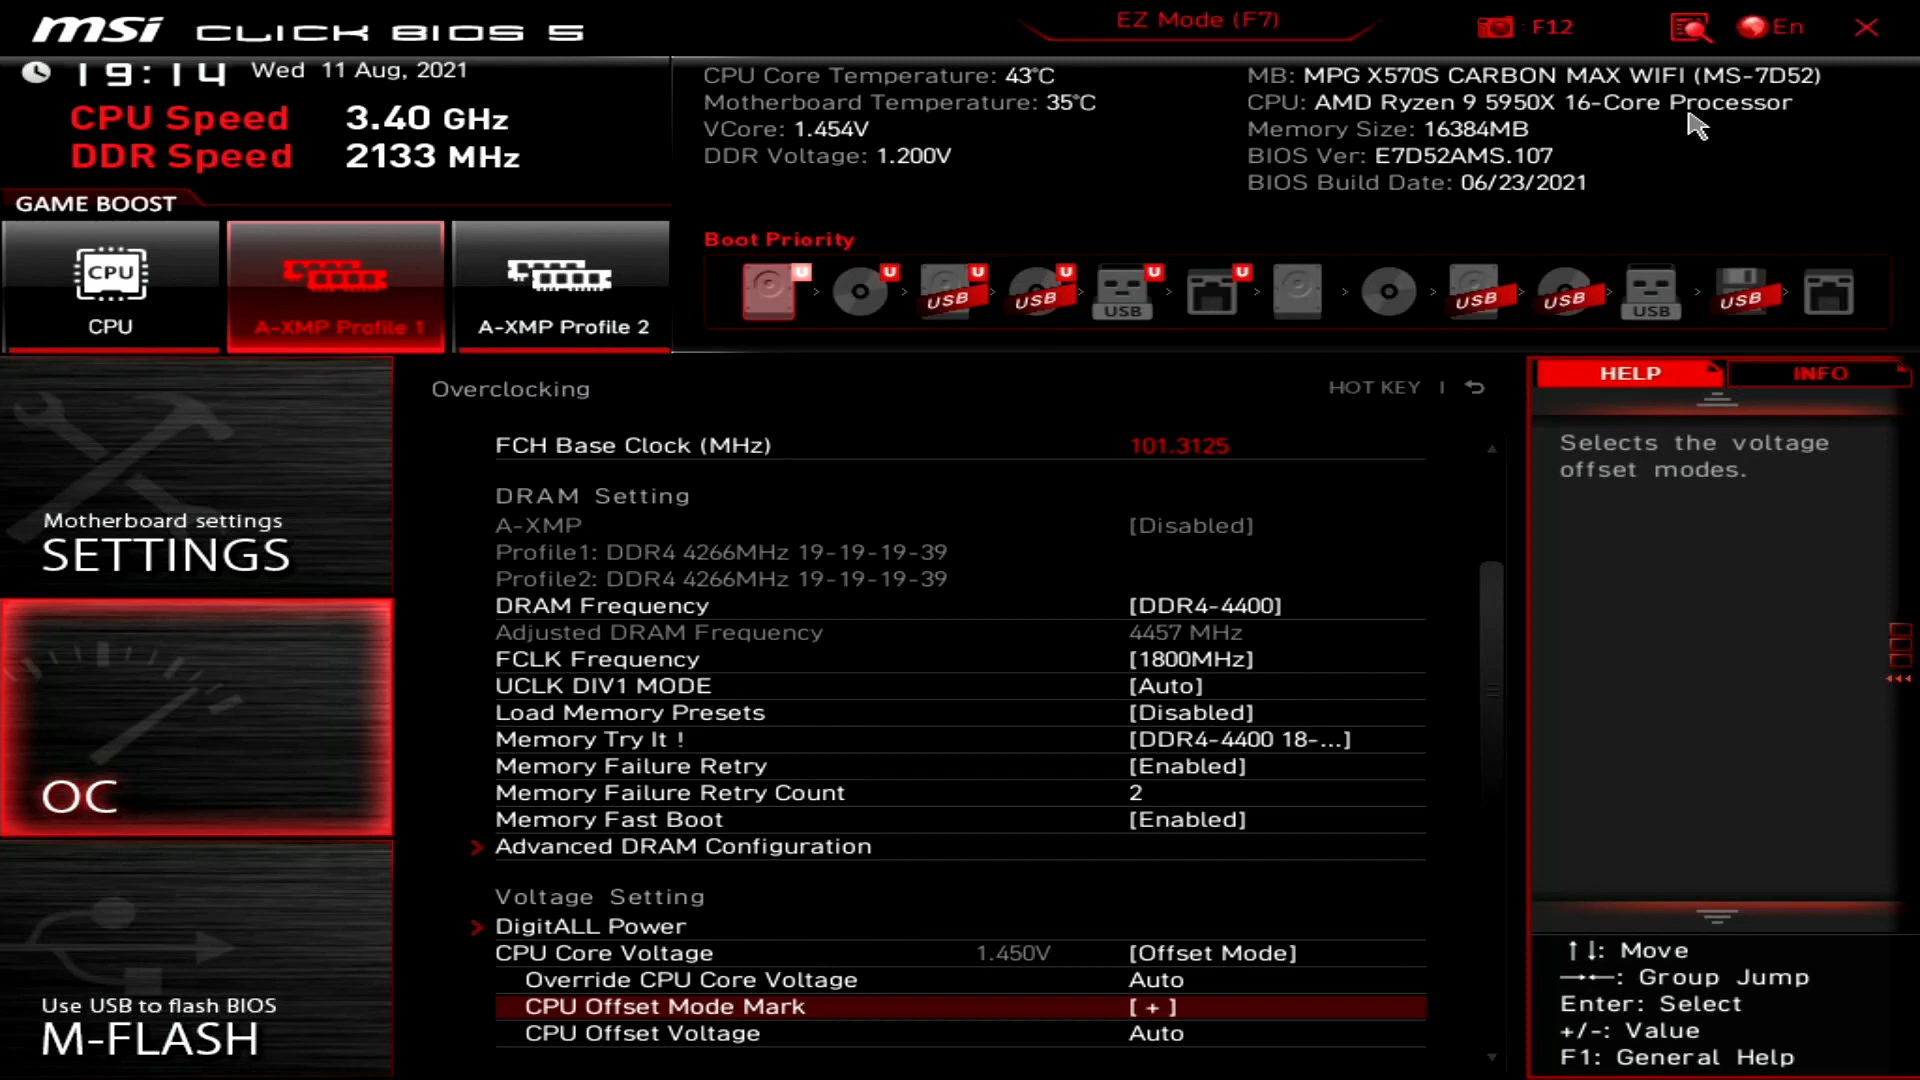 msi CLICK BIOS 5
EZ Mode (F7)
: F12
En
19:14 Wed 11 Aug, 2021
CPU Speed 3.40 GHz
DDR Speed 2133 MHz
CPU Core Temperature: 43°C
Motherboard Temperature: 35°C
VCore: 1.454V
DDR Voltage: 1.200V
MB: MPG X570S CARBON MAX WIFI (MS-7D52)
CPU: AMD Ryzen 9 5950X 16-Core Processor
Memory Size: 16384MB
BIOS Ver: E7D52AMS.107
BIOS Build Date: 06/23/2021
GAME BOOST
CPU
CPU
A-XMP Profile 1
A-XMP Profile 2
Boot Priority
U U U U U U
USB USB USB USB USB USB USB
Motherboard settings
SETTINGS
OC
Use USB to flash BIOS
M-FLASH
Overclocking
HOT KEY |
FCH Base Clock (MHz) 101.3125
DRAM Setting
A-XMP [Disabled]
Profile1: DDR4 4266MHz 19-19-19-39
Profile2: DDR4 4266MHz 19-19-19-39
DRAM Frequency [DDR4-4400]
Adjusted DRAM Frequency 4457 MHz
FCLK Frequency [1800MHz]
UCLK DIV1 MODE [Auto]
Load Memory Presets [Disabled]
Memory Try It ! [DDR4-4400 18-...]
Memory Failure Retry [Enabled]
Memory Failure Retry Count 2
Memory Fast Boot [Enabled]
> Advanced DRAM Configuration
Voltage Setting
> DigitALL Power
CPU Core Voltage 1.450V [Offset Mode]
Override CPU Core Voltage Auto
CPU Offset Mode Mark [ + ]
CPU Offset Voltage Auto
HELP
INFO
Selects the voltage
offset modes.
↑↓: Move
→←: Group Jump
Enter: Select
+/-: Value
F1: General Help